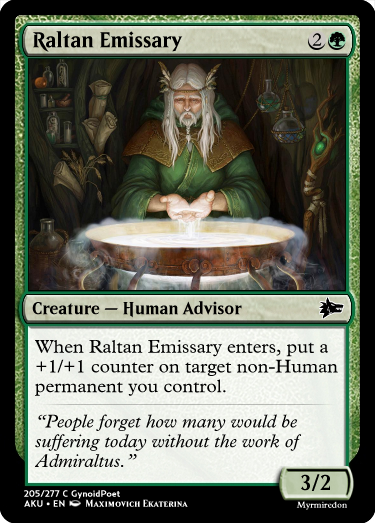 Raltan Emissary 2
Creature — Human Advisor
When Raltan Emissary enters, put a
+1/+1 counter on target non-Human
permanent you control.
“People forget how many would be
suffering today without the work of
Admiraltus.”
3/2
205/277 C GynoidPoet
AKU • EN Maximovich Ekaterina
Myrmiredon